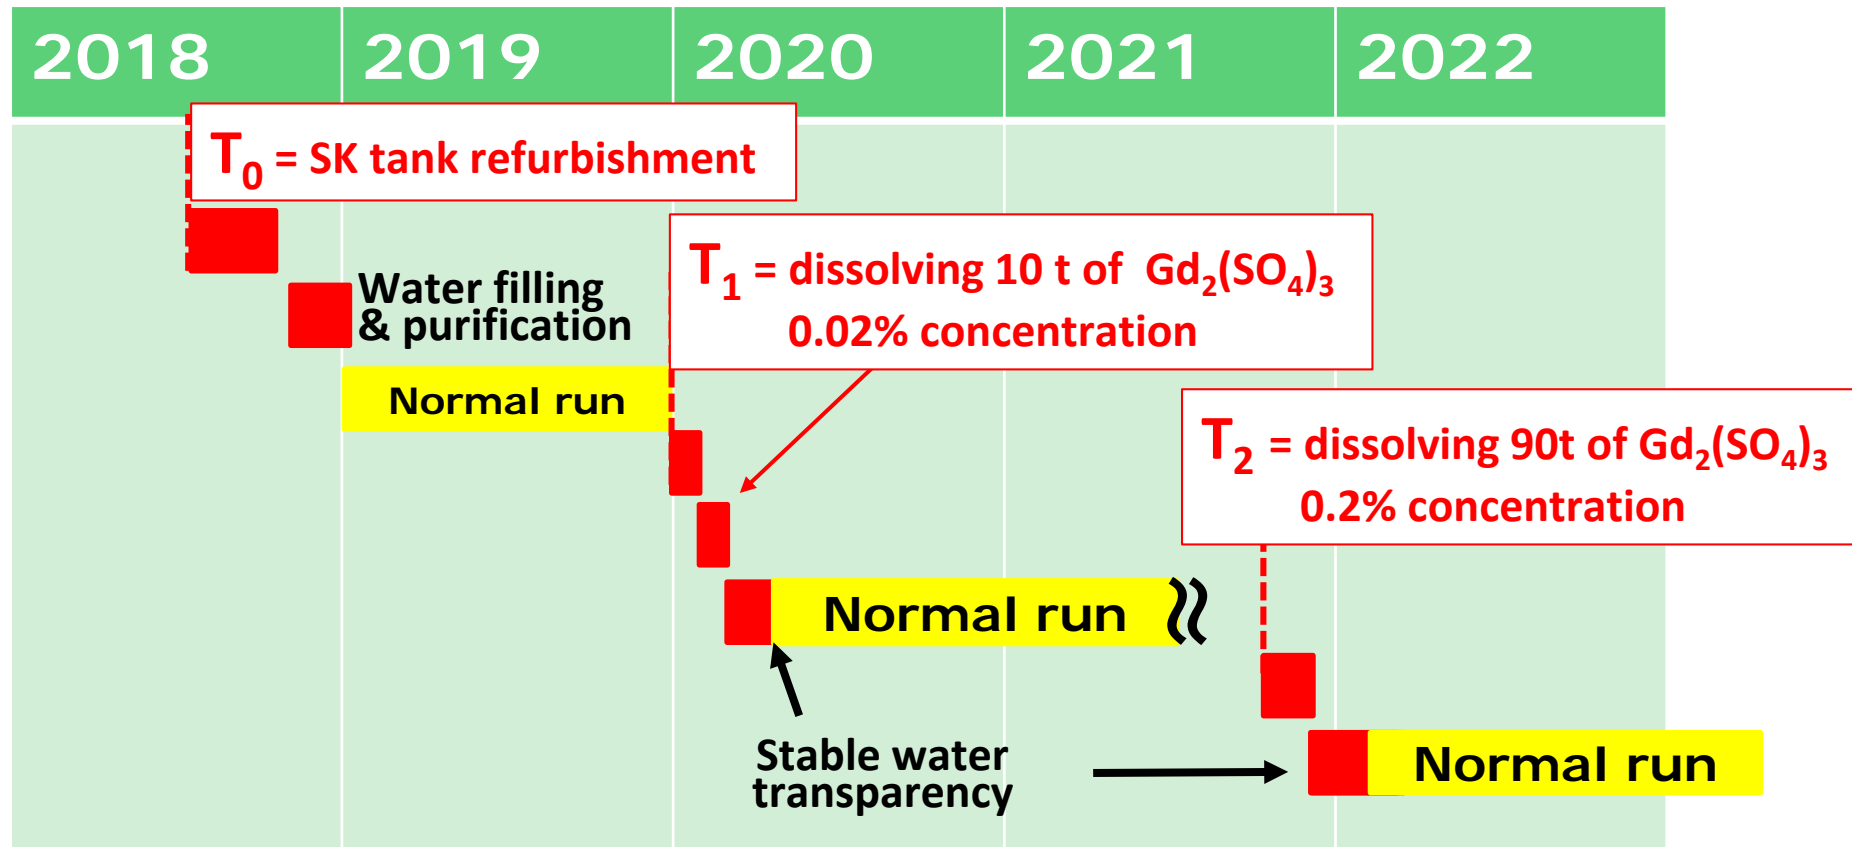 2018 2019 2020 2021 2022
T₀ = SK tank refurbishment
T₁ = dissolving 10 t of Gd₂(SO₄)₃
0.02% concentration
Water filling
& purification
Normal run
T₂ = dissolving 90t of Gd₂(SO₄)₃
0.2% concentration
Normal run
Stable water
transparency
Normal run